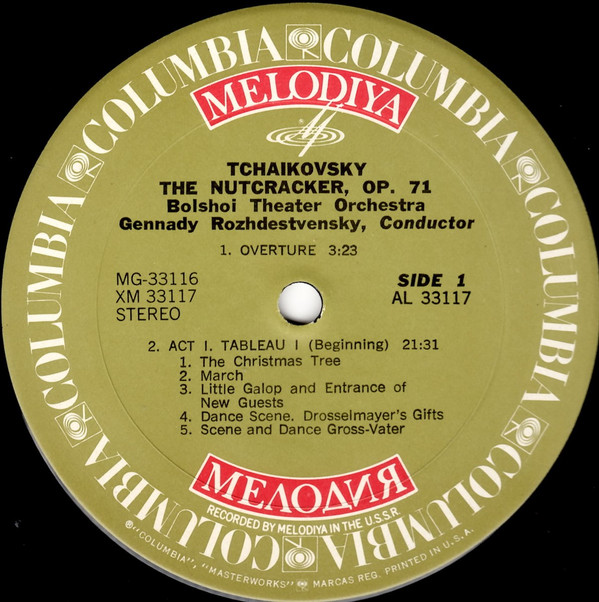 COLUMBIA COLUMBIA COLUMBIA COLUMBIA COLUMBIA COLUMBIA COLUMBIA COLUMBIA
MELODIYA
TCHAIKOVSKY
THE NUTCRACKER, OP. 71
Bolshoi Theater Orchestra
Gennady Rozhdestvensky, Conductor
1. OVERTURE 3:23
MG-33116
XM 33117
STEREO
SIDE 1
AL 33117
2. ACT I. TABLEAU I (Beginning) 21:31
1. The Christmas Tree
2. March
3. Little Galop and Entrance of
New Guests
4. Dance Scene. Drosselmayer's Gifts
5. Scene and Dance Gross-Vater
МЕЛОДИЯ
RECORDED BY MELODIYA IN THE U.S.S.R.
®"COLUMBIA", "MASTERWORKS" MARCAS REG. PRINTED IN U.S.A.